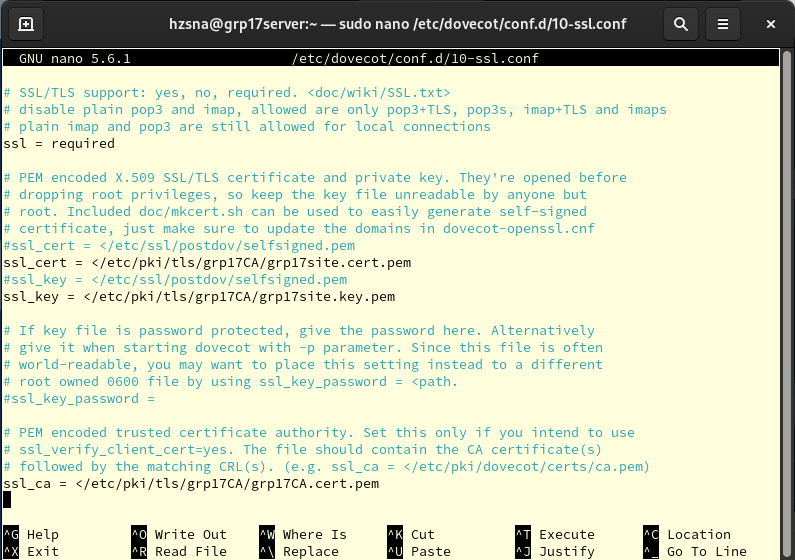 hzsna@grp17server:~ — sudo nano /etc/dovecot/conf.d/10-ssl.conf
GNU nano 5.6.1 /etc/dovecot/conf.d/10-ssl.conf
# SSL/TLS support: yes, no, required. <doc/wiki/SSL.txt>
# disable plain pop3 and imap, allowed are only pop3+TLS, pop3s, imap+TLS and imaps
# plain imap and pop3 are still allowed for local connections
ssl = required
# PEM encoded X.509 SSL/TLS certificate and private key. They're opened before
# dropping root privileges, so keep the key file unreadable by anyone but
# root. Included doc/mkcert.sh can be used to easily generate self-signed
# certificate, just make sure to update the domains in dovecot-openssl.cnf
#ssl_cert = </etc/ssl/postdov/selfsigned.pem
ssl_cert = </etc/pki/tls/grp17CA/grp17site.cert.pem
#ssl_key = </etc/ssl/postdov/selfsigned.pem
ssl_key = </etc/pki/tls/grp17CA/grp17site.key.pem
# If key file is password protected, give the password here. Alternatively
# give it when starting dovecot with -p parameter. Since this file is often
# world-readable, you may want to place this setting instead to a different
# root owned 0600 file by using ssl_key_password = <path.
#ssl_key_password =
# PEM encoded trusted certificate authority. Set this only if you intend to use
# ssl_verify_client_cert=yes. The file should contain the CA certificate(s)
# followed by the matching CRL(s). (e.g. ssl_ca = </etc/pki/dovecot/certs/ca.pem)
ssl_ca = </etc/pki/tls/grp17CA/grp17CA.cert.pem
^G Help ^O Write Out ^W Where Is ^K Cut ^T Execute ^C Location
^X Exit ^R Read File ^\ Replace ^U Paste ^J Justify ^_ Go To Line